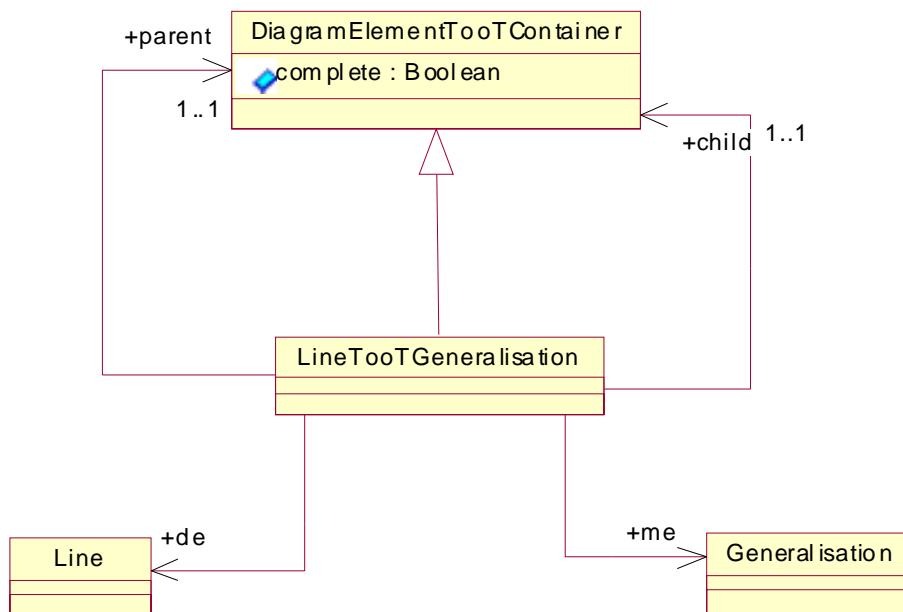 DiagramElementTooTContainer
+parent
complete : Boolean
1..1
+child
1..1
LineTooTGeneralisation
+de
+me
Line
Generalisation